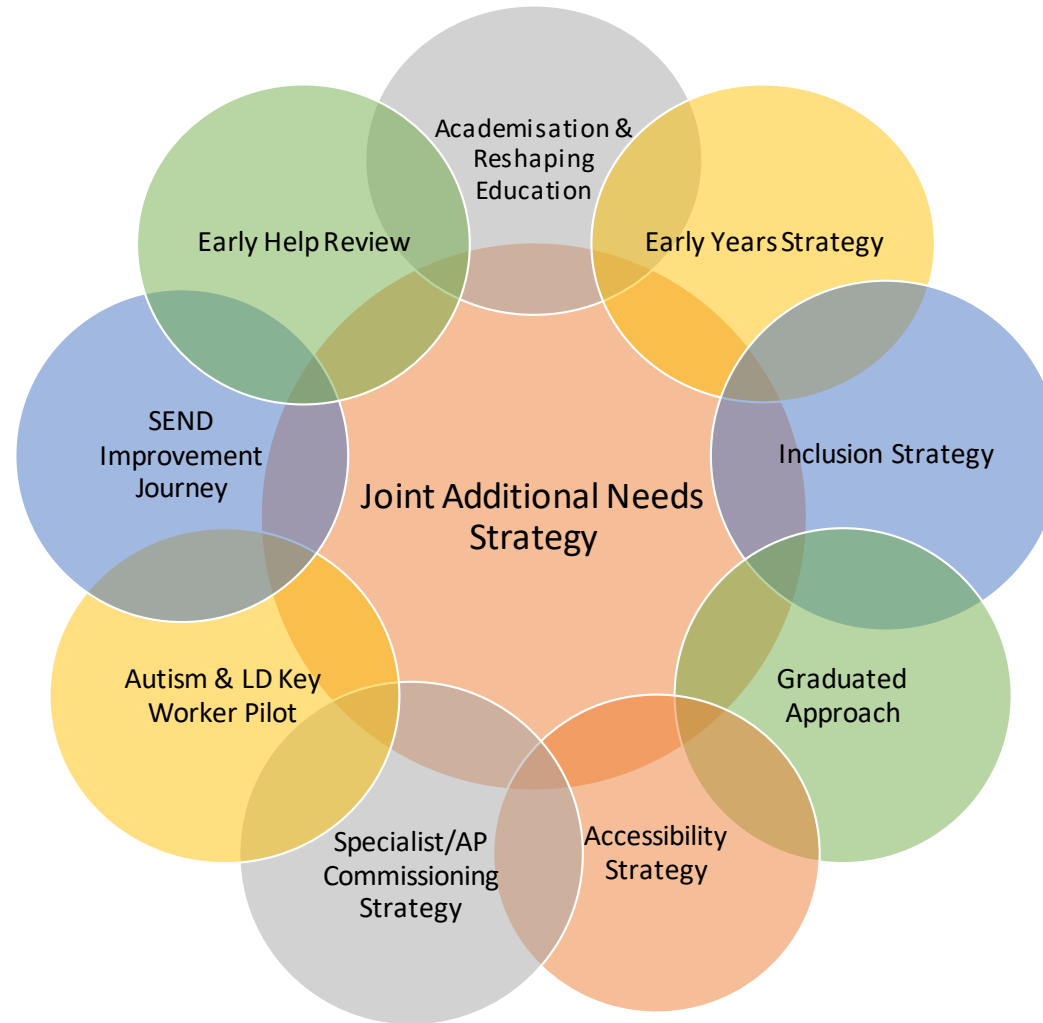 Academisation &
Reshaping
Education
Early Help Review
Early Years Strategy
SEND
Improvement
Journey
Joint Additional Needs
Strategy
Inclusion Strategy
Autism & LD Key
Worker Pilot
Graduated
Approach
Specialist/AP
Commissioning
Strategy
Accessibility
Strategy